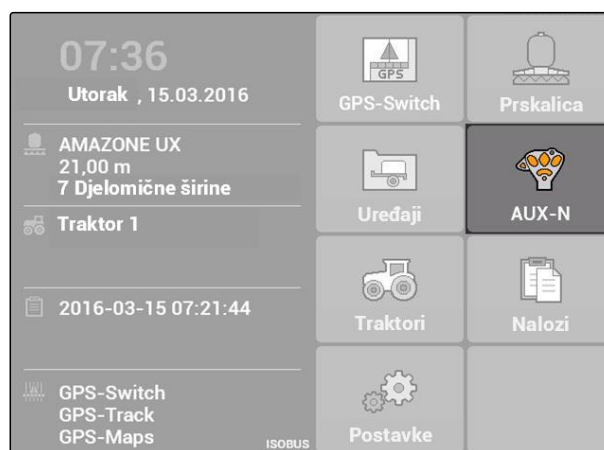 07:36
Utorak , 15.03.2016
AMAZONE UX
21,00 m
7 Djelomične širine
Traktor 1
2016-03-15 07:21:44
GPS-Switch
GPS-Track
GPS-Maps
ISOBUS
GPS
GPS-Switch
Prskalica
Uređaji
AUX-N
Traktori
Nalozi
Postavke